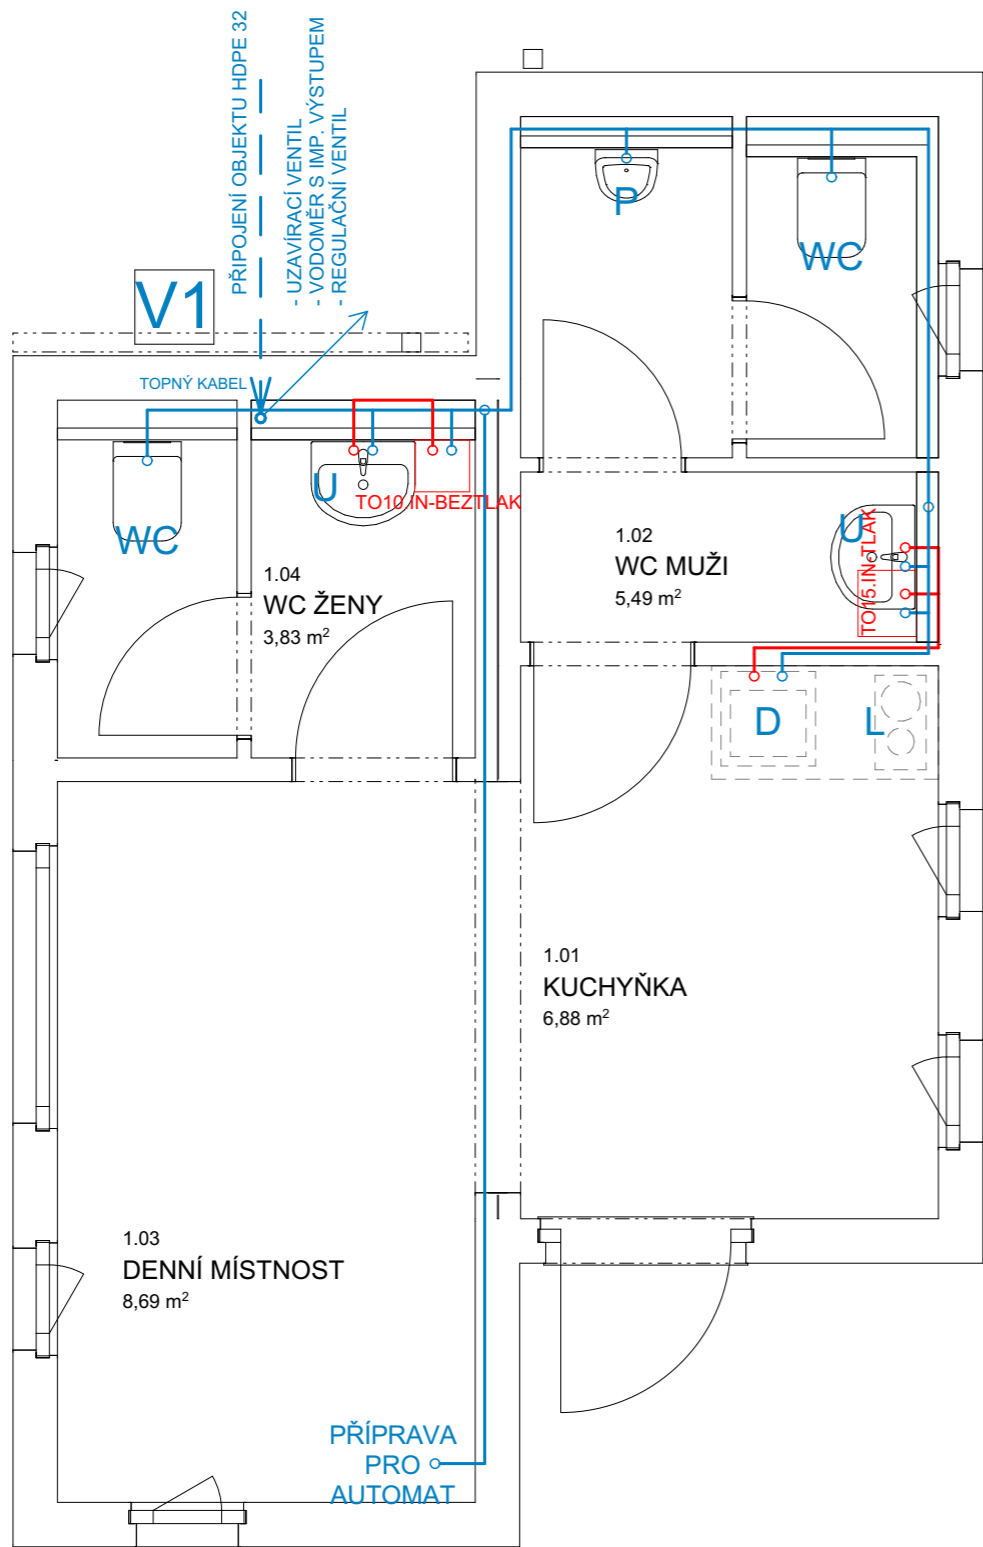 PŘIPOJENÍ OBJEKTU HDPE 32
- UZAVÍRACÍ VENTIL
- VODOMĚR S IMP. VÝSTUPEM
- REGULAČNÍ VENTIL
V1
TOPNÝ KABEL
P
WC
WC
U
TO10.IN-BEZTLAK
1.04
WC ŽENY
3,83 m²
1.02
WC MUŽI
5,49 m²
U
TO15.IN-TLAK
D
L
1.01
KUCHYŇKA
6,88 m²
1.03
DENNÍ MÍSTNOST
8,69 m²
PŘÍPRAVA
PRO
AUTOMAT